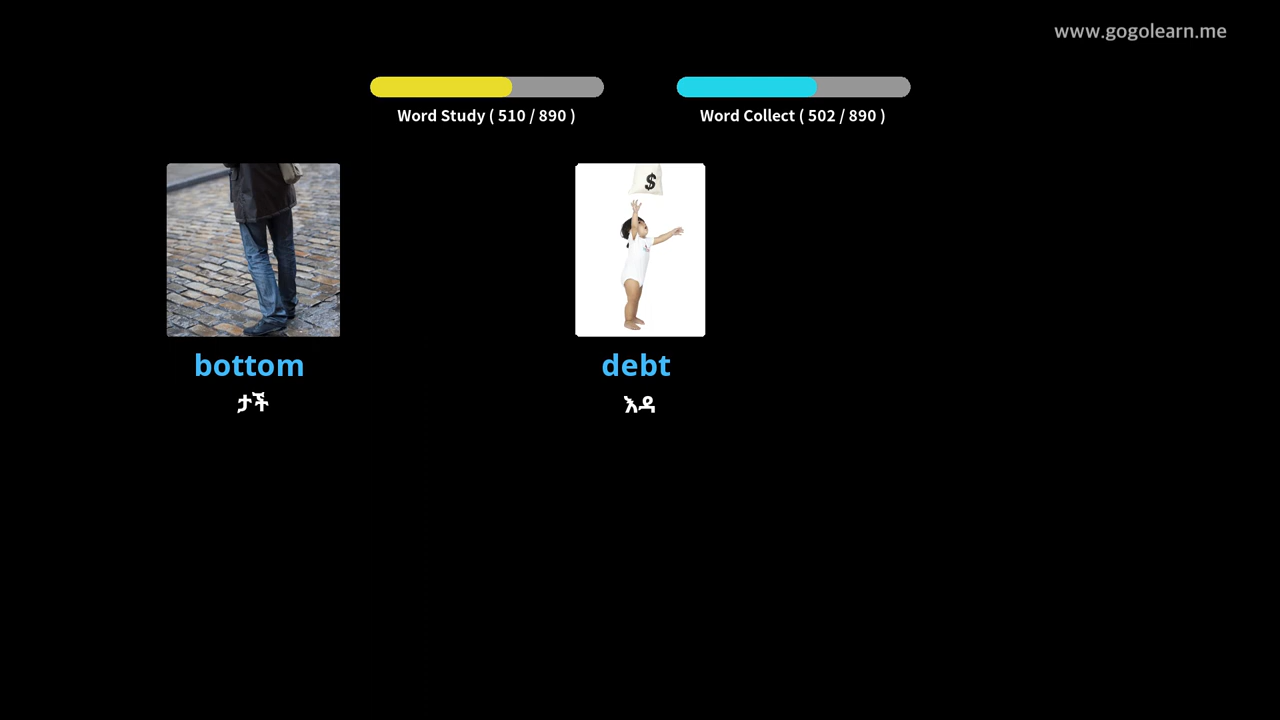 www.gogolearn.me
Word Study ( 510 / 890 )
Word Collect ( 502 / 890 )
$
bottom
debt
ታች
እዳ